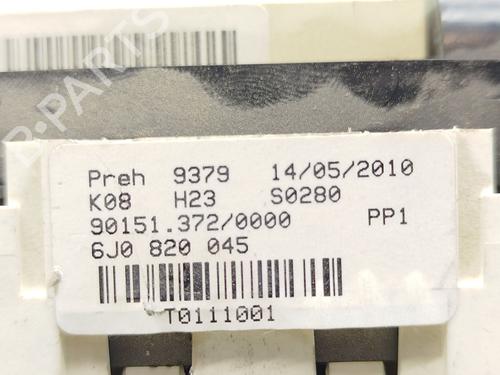 B-PARTS
Preh 9379 14/05/2010
K08 H23 S0280
90151.372/0000 PP1
6J0 820 045
T0111001